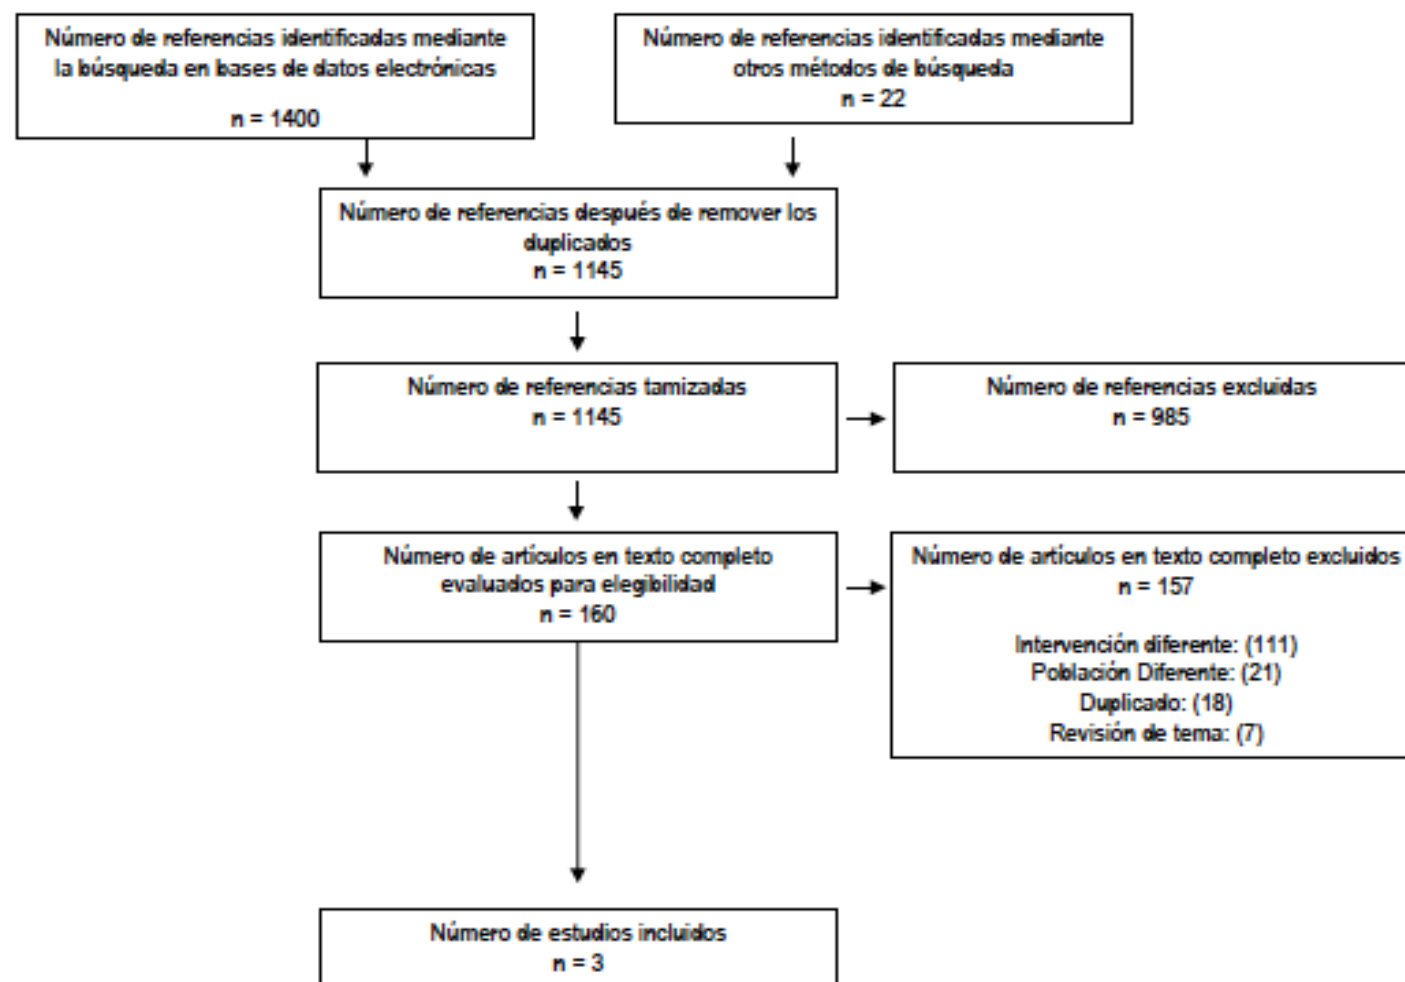 Número de referencias identificadas mediante
la búsqueda en bases de datos electrónicas
n = 1400
Número de referencias identificadas mediante
otros métodos de búsqueda
n = 22
Número de referencias después de remover los
duplicados
n = 1145
Número de referencias tamizadas
n = 1145
Número de referencias excluidas
n = 985
Número de artículos en texto completo
evaluados para elegibilidad
n = 160
Número de artículos en texto completo excluidos
n = 157
Intervención diferente: (111)
Población Diferente: (21)
Duplicado: (18)
Revisión de tema: (7)
Número de estudios incluidos
n = 3